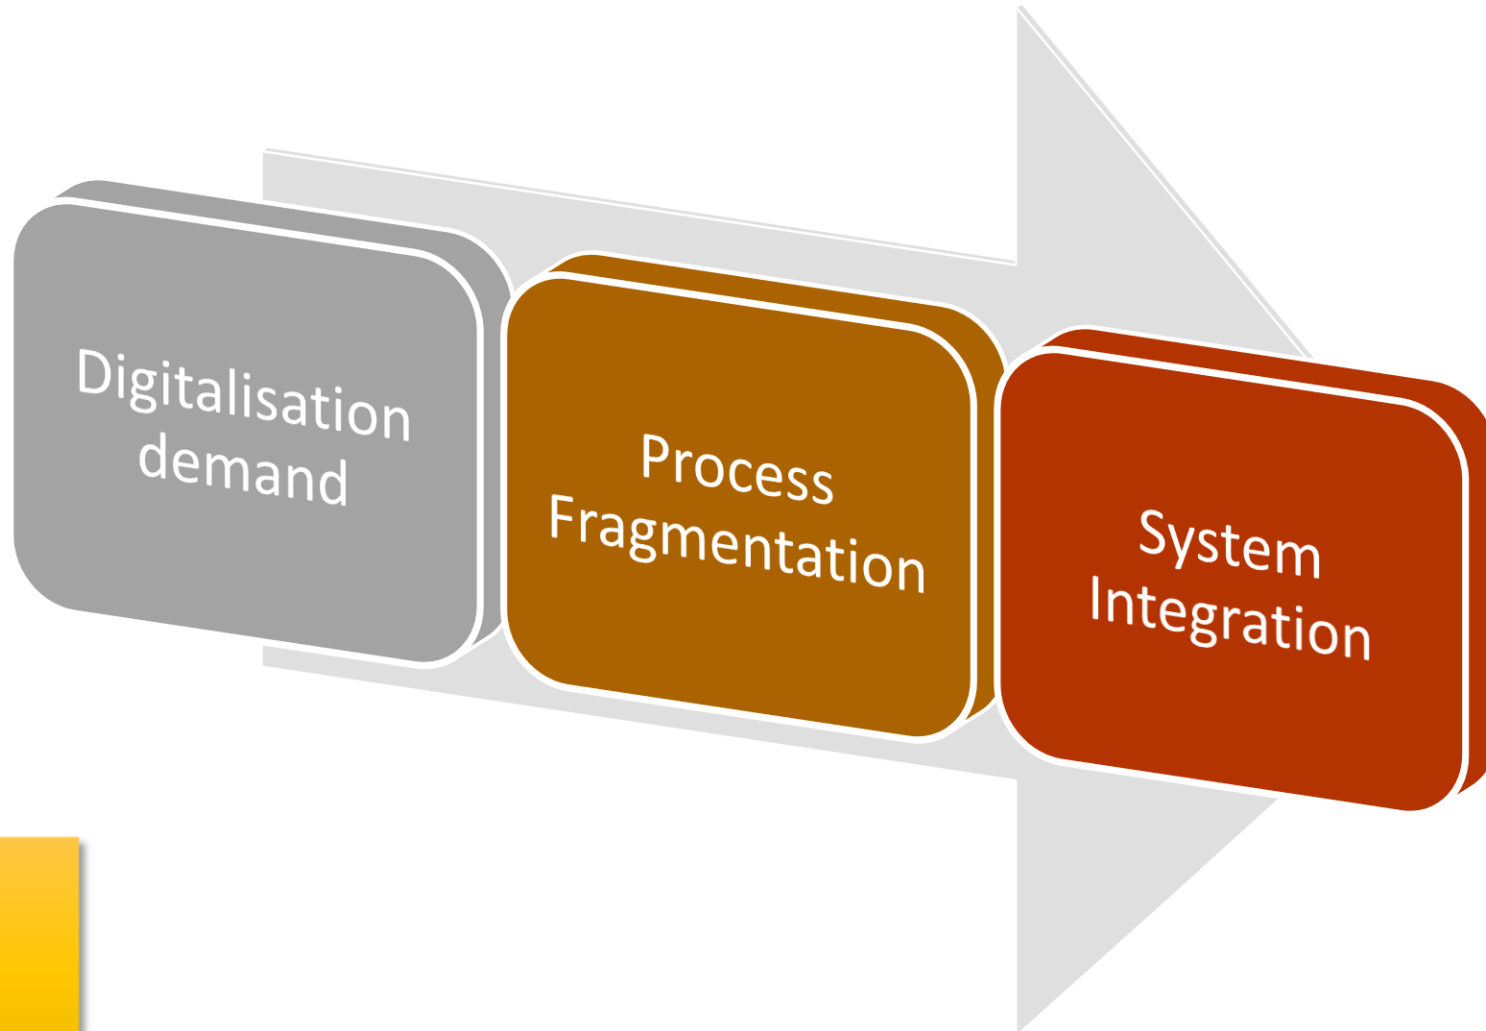 Digitalisation
demand
Process
Fragmentation
System
Integration